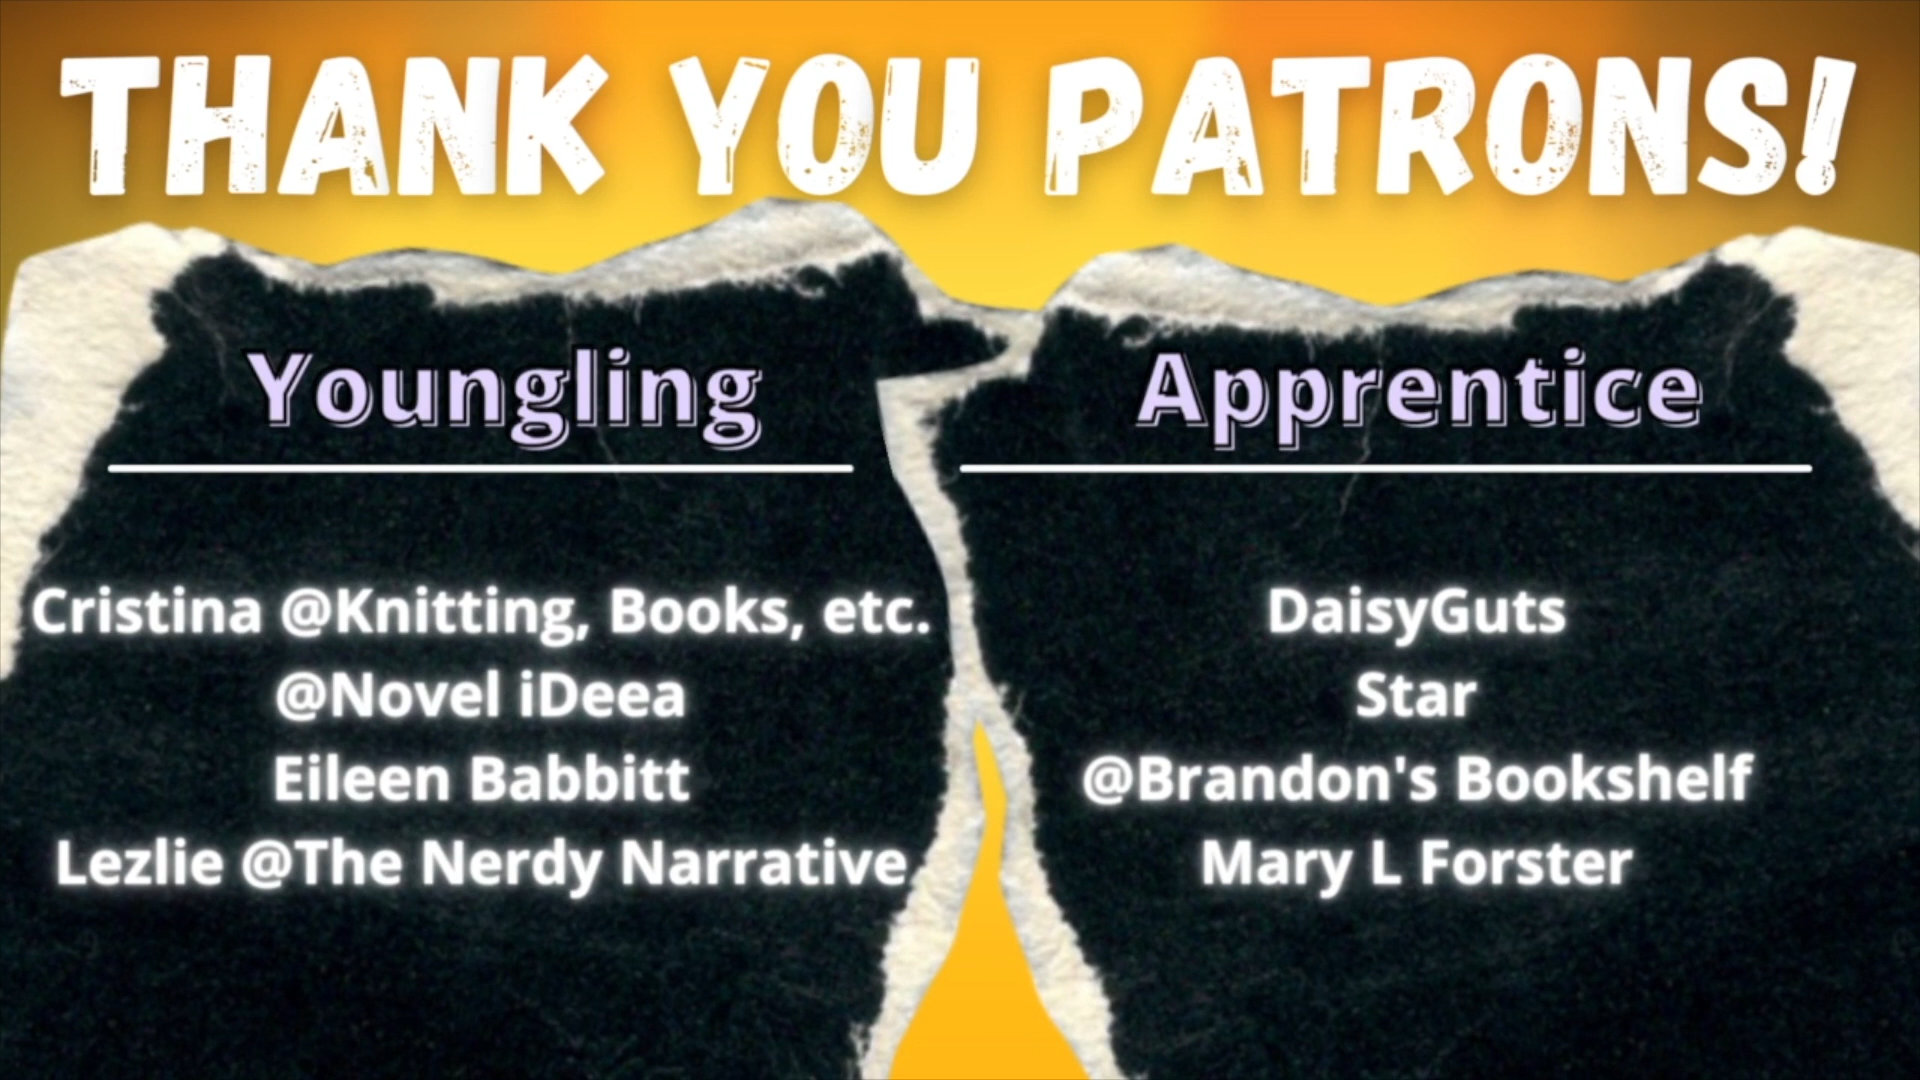 THANK YOU PATRONS!
Youngling
Cristina @Knitting, Books, etc.
@Novel iDeea
Eileen Babbitt
Lezlie @The Nerdy Narrative
Apprentice
DaisyGuts
Star
@Brandon's Bookshelf
Mary L Forster